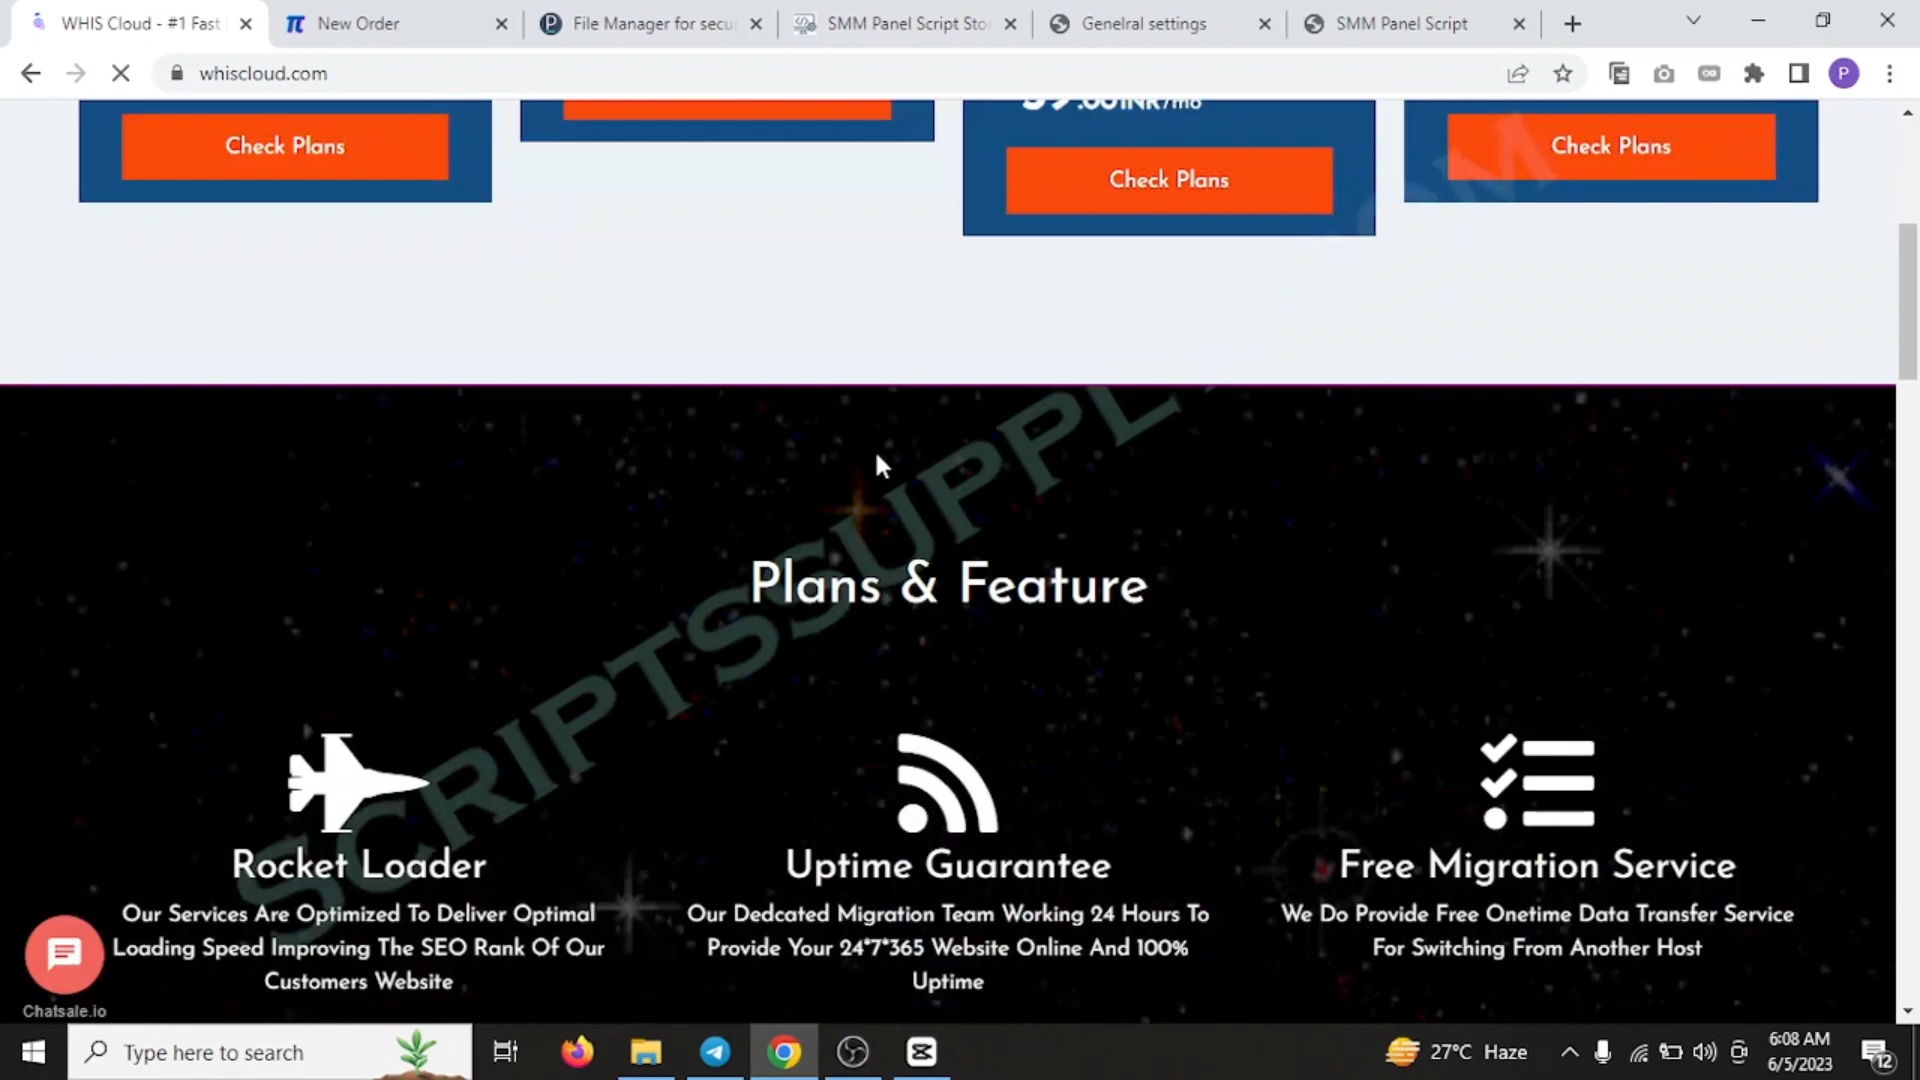 WHIS Cloud - #1 Fast
New Order
File Manager for secu
SMM Panel Script Sto
Genelral settings
SMM Panel Script
whiscloud.com
P
Check Plans
Check Plans
Check Plans
Plans & Feature
SCRIPTSSUPPL
Rocket Loader
Our Services Are Optimized To Deliver Optimal
Loading Speed Improving The SEO Rank Of Our
Customers Website
Uptime Guarantee
Our Dedcated Migration Team Working 24 Hours To
Provide Your 24*7*365 Website Online And 100%
Uptime
Free Migration Service
We Do Provide Free Onetime Data Transfer Service
For Switching From Another Host
Chatsale.io
Type here to search
27°C Haze
6:08 AM
6/5/2023
12